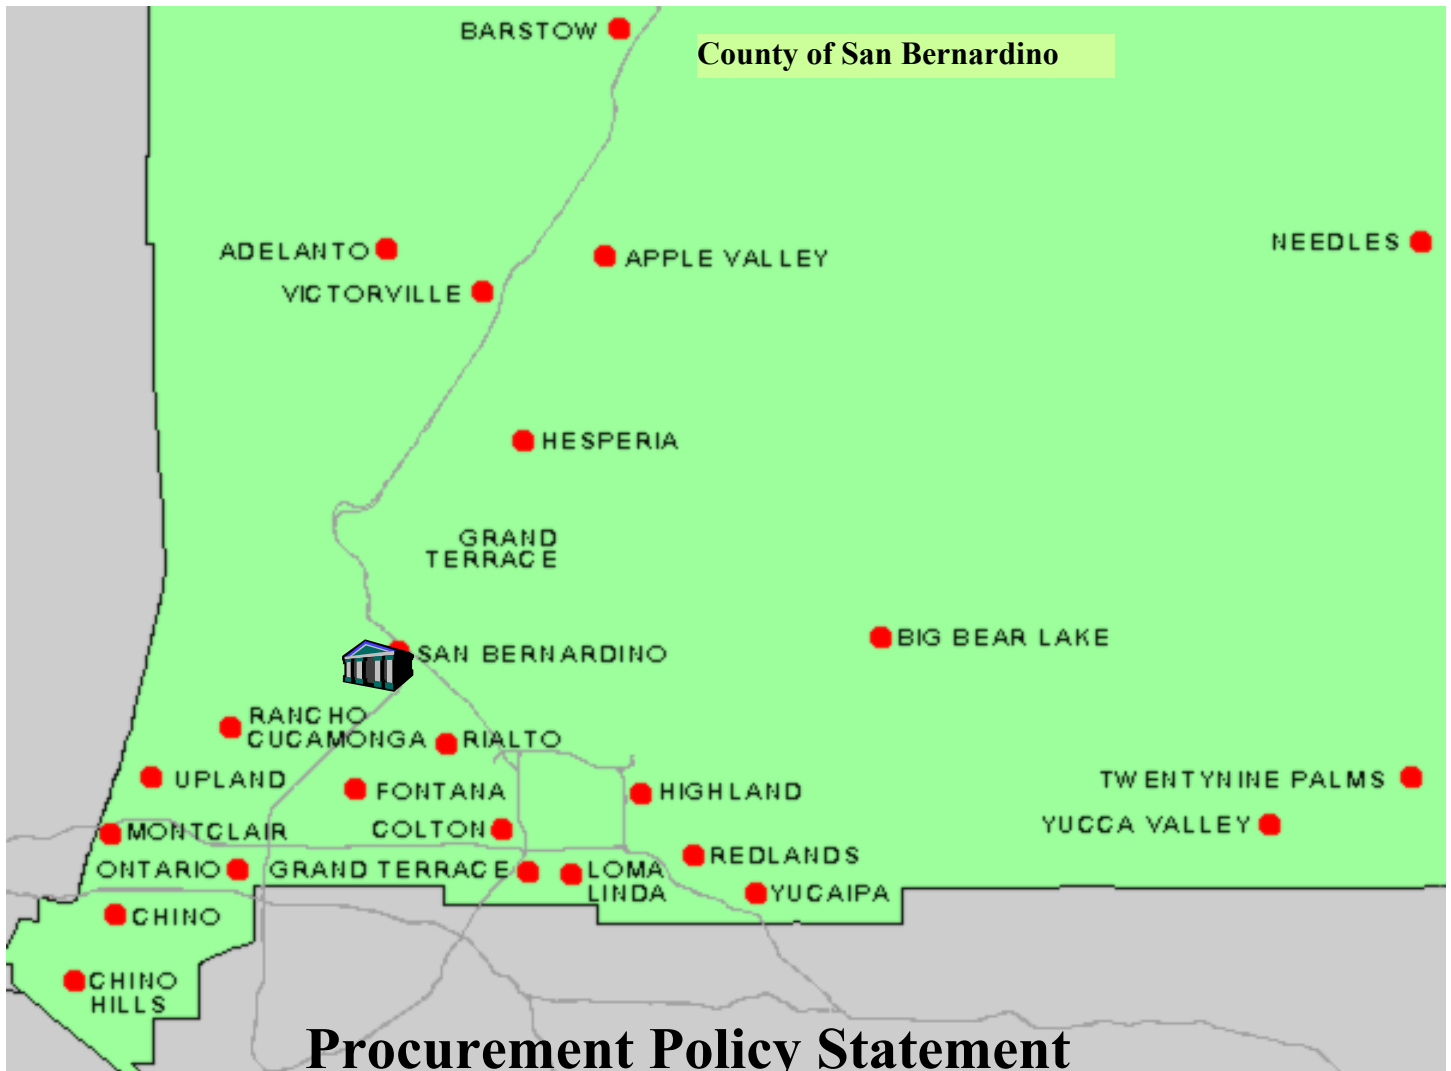 BARSTOW
County of San Bernardino
ADELANTO
APPLE VALLEY
NEEDLES
VICTORVILLE
HESPERIA
GRAND
TERRACE
BIG BEAR LAKE
SAN BERNARDINO
RANCHO
CUCAMONGA
RIALTO
UPLAND
FONTANA
HIGHLAND
TWENTYNINE PALMS
MONTCLAIR
COLTON
YUCCA VALLEY
ONTARIO
GRAND TERRACE
LOMA
LINDA
REDLANDS
YUCAIPA
CHINO
CHINO
HILLS
Procurement Policy Statement